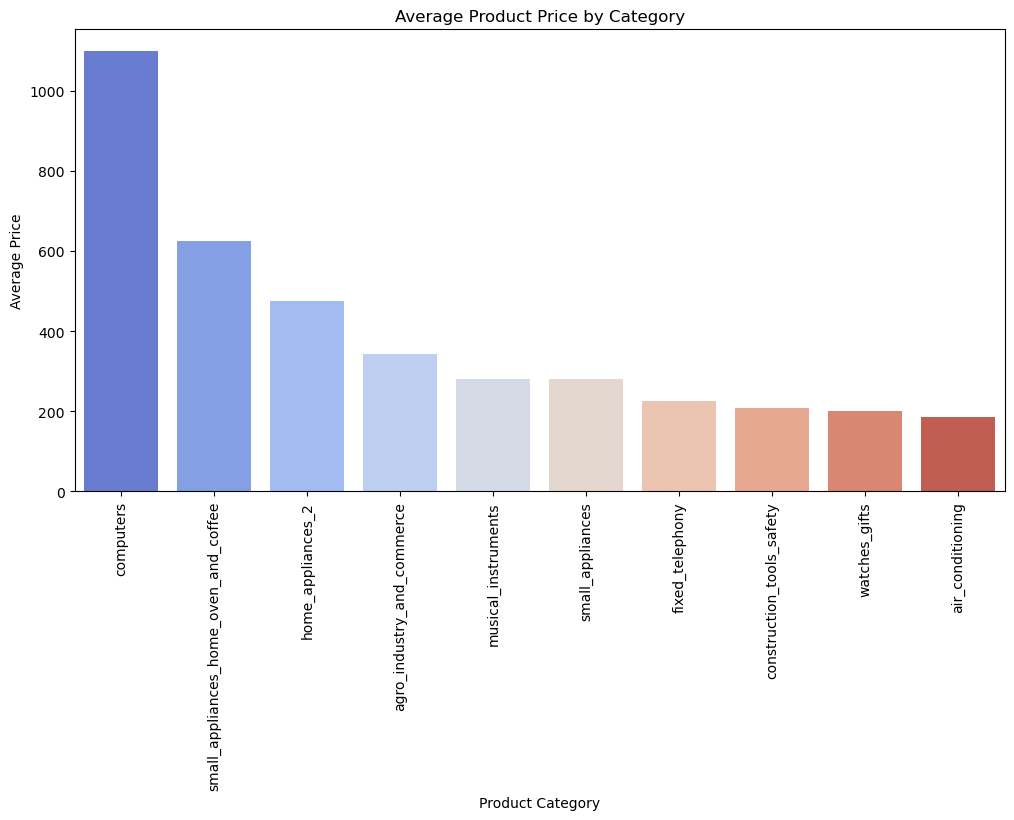 Average Product Price by Category
Average Price
1000
800
600
400
200
0
computers
small_appliances_home_oven_and_coffee
home_appliances_2
agro_industry_and_commerce
musical_instruments
small_appliances
fixed_telephony
construction_tools_safety
watches_gifts
air_conditioning
Product Category